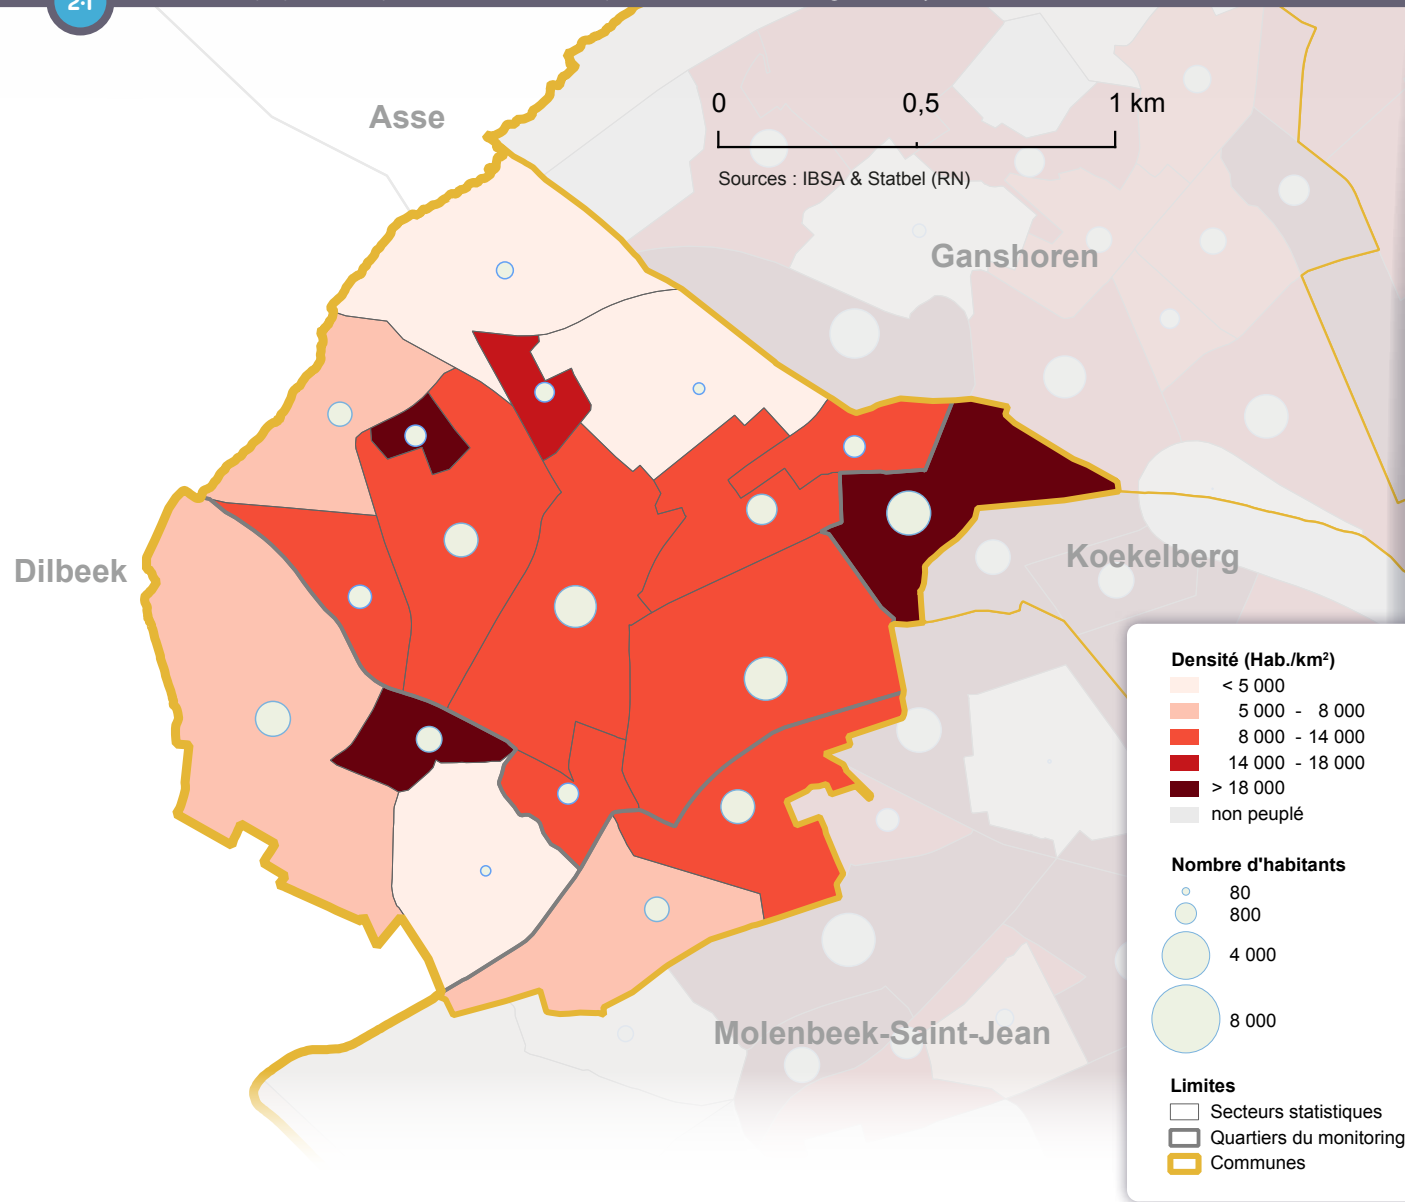 2.1
Asse
0 0,5 1 km
Sources : IBSA & Statbel (RN)
Ganshoren
Koekelberg
Dilbeek
Molenbeek-Saint-Jean
Densité (Hab./km²)
< 5 000
5 000 - 8 000
8 000 - 14 000
14 000 - 18 000
> 18 000
non peuplé
Nombre d'habitants
80
800
4 000
8 000
Limites
Secteurs statistiques
Quartiers du monitoring
Communes